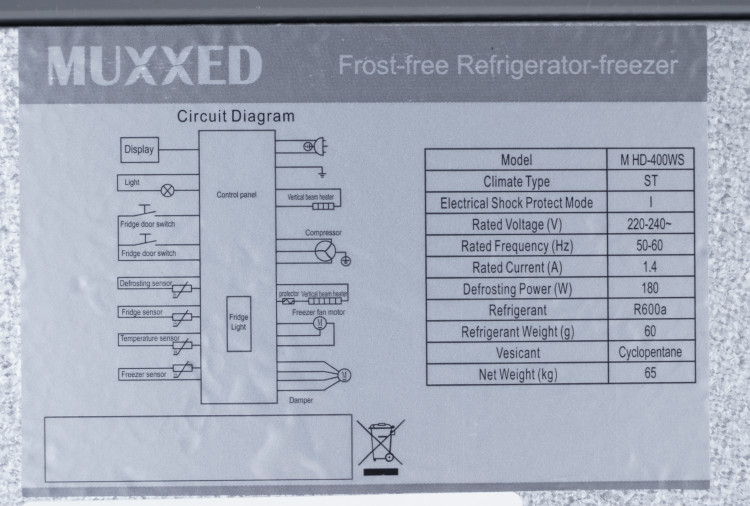 MUXXED
Frost-free Refrigerator-freezer
Circuit Diagram
Display
Light
Control panel
Fridge door switch
Fridge door switch
Defrosting sensor
Fridge sensor
Temperature sensor
Freezer sensor
Fridge
Light
Vertical beam heater
Compressor
protector Vertical beam heater
Freezer fan motor
M
M
Damper
Model M HD-400WS
Climate Type ST
Electrical Shock Protect Mode I
Rated Voltage (V) 220-240~
Rated Frequency (Hz) 50-60
Rated Current (A) 1.4
Defrosting Power (W) 180
Refrigerant R600a
Refrigerant Weight (g) 60
Vesicant Cyclopentane
Net Weight (kg) 65